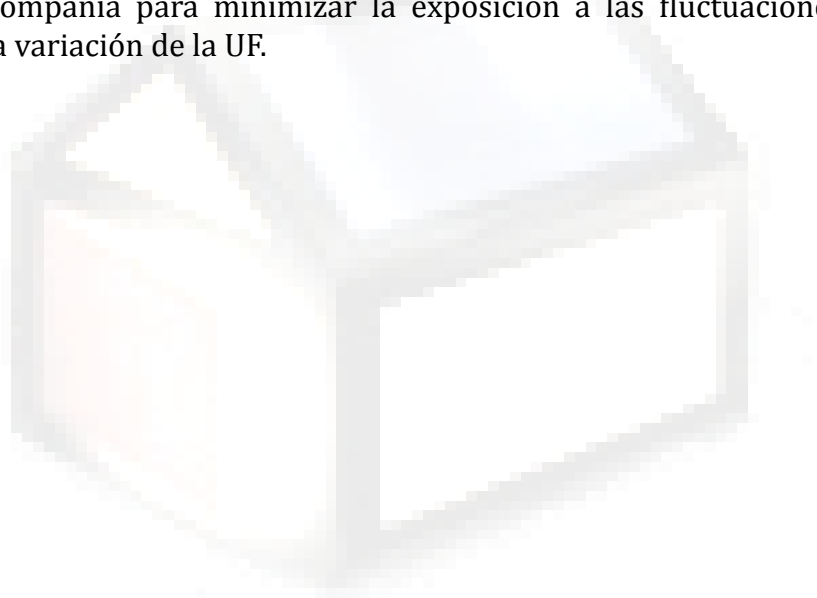 ompañía para minimizar la exposición a las fluctuacione
a variación de la UF.